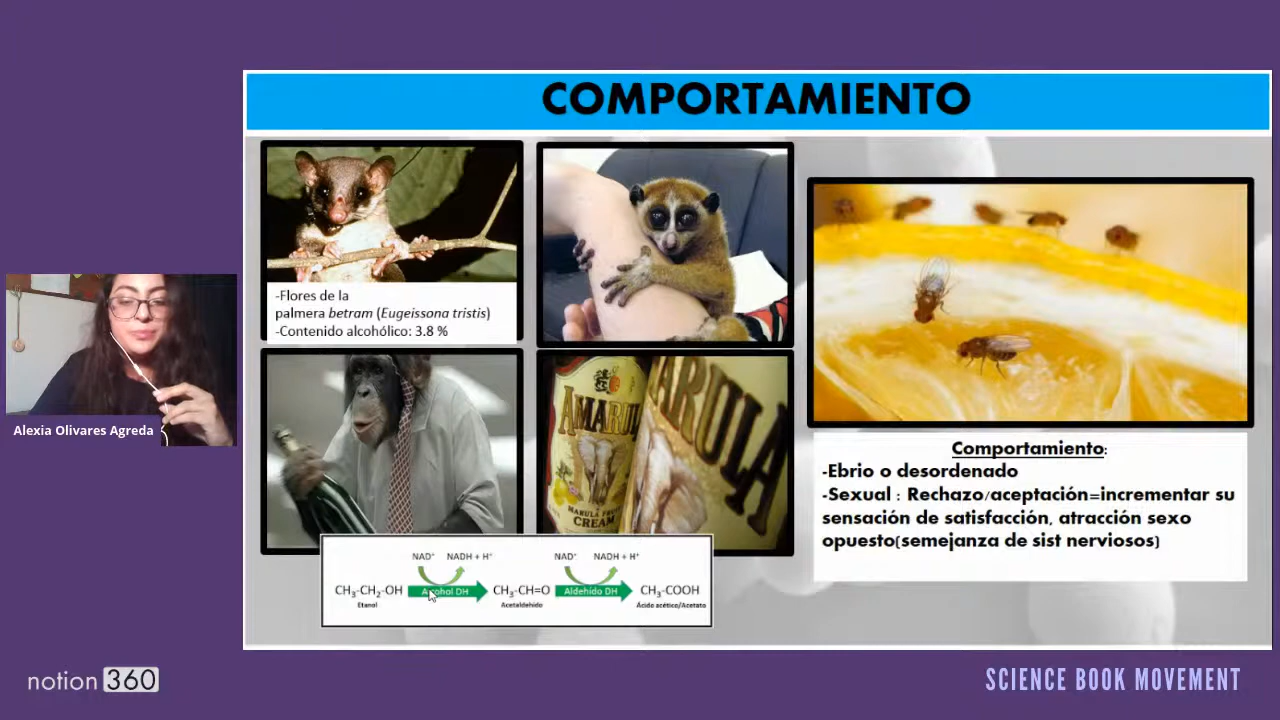 COMPORTAMIENTO
-Flores de la
palmera betram (Eugeissona tristis)
-Contenido alcohólico: 3.8 %
AMARULA
MARULA FRUIT
CREAM
ARULA
NAD⁺ NADH + H⁺ NAD⁺ NADH + H⁺
CH₃-CH₂-OH Alcohol DH CH₃-CH=O Aldehido DH CH₃-COOH
Etanol Acetaldehido Ácido acético/Acetato
Comportamiento:
-Ebrio o desordenado
-Sexual : Rechazo/aceptación=incrementar su
sensación de satisfacción, atracción sexo
opuesto(semejanza de sist nerviosos)
Alexia Olivares Agreda
notion 360
SCIENCE BOOK MOVEMENT